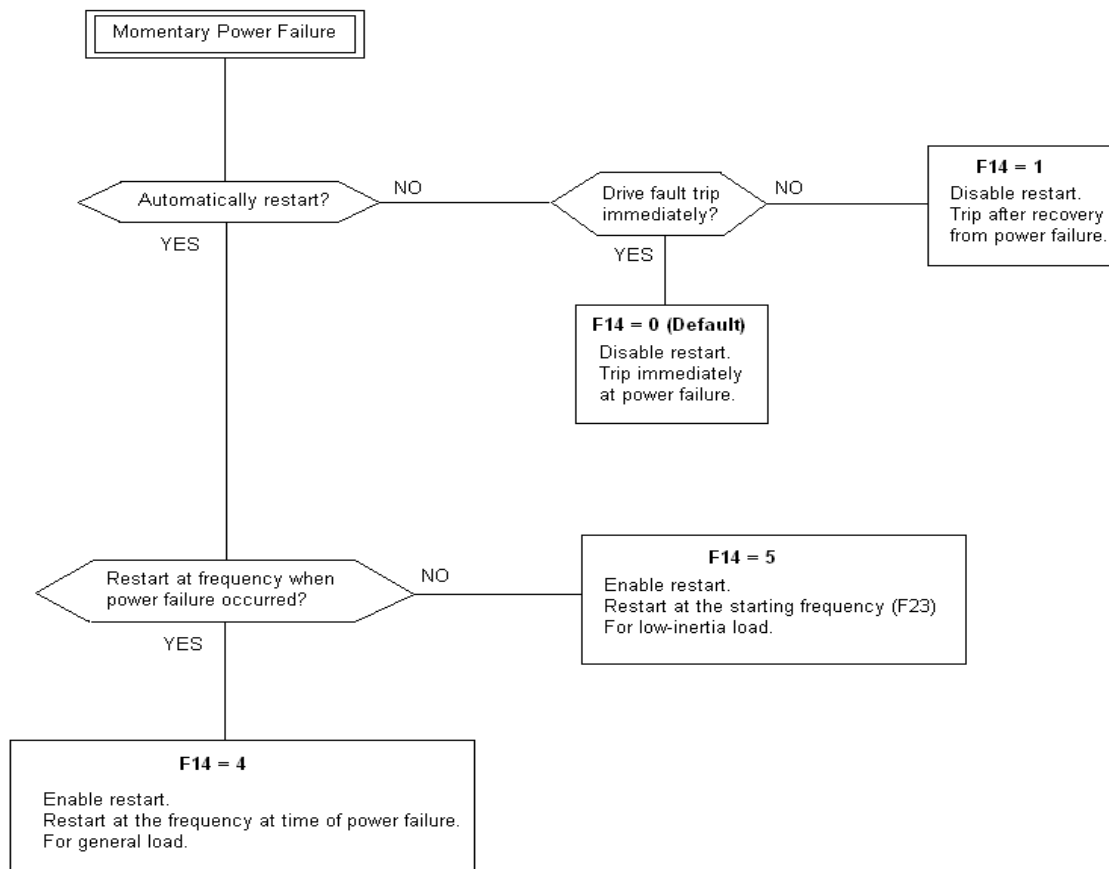 Momentary Power Failure
Automatically restart?
NO
Drive fault trip
immediately?
NO
F14 = 1
Disable restart.
Trip after recovery
from power failure.
YES
YES
F14 = 0 (Default)
Disable restart.
Trip immediately
at power failure.
Restart at frequency when
power failure occurred?
NO
F14 = 5
Enable restart.
Restart at the starting frequency (F23)
For low-inertia load.
YES
F14 = 4
Enable restart.
Restart at the frequency at time of power failure.
For general load.